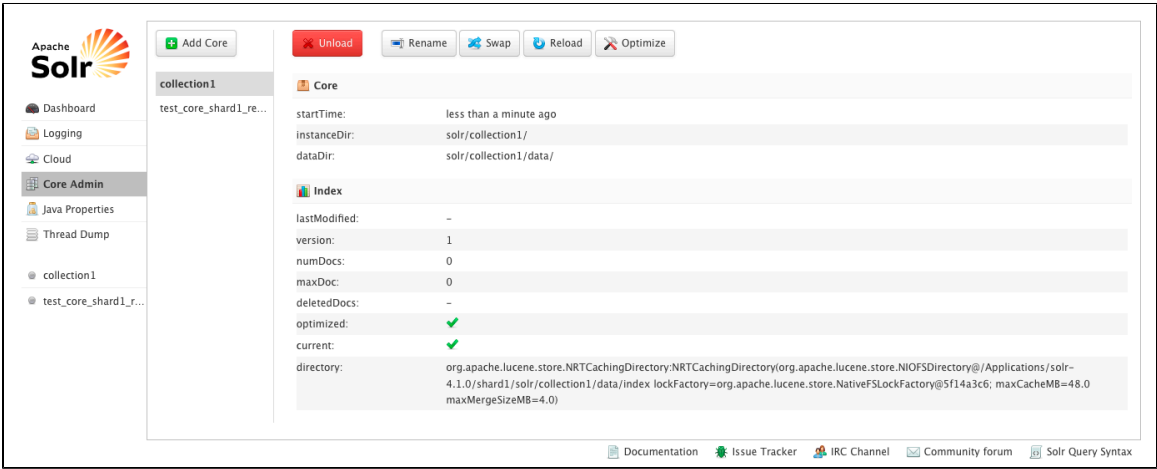 Apache
Solr
Dashboard
Logging
Cloud
Core Admin
Java Properties
Thread Dump
collection1
test_core_shard1_r...
Add Core
collection1
test_core_shard1_re...
Unload Rename Swap Reload Optimize
Core
startTime: less than a minute ago
instanceDir: solr/collection1/
dataDir: solr/collection1/data/
Index
lastModified: –
version: 1
numDocs: 0
maxDoc: 0
deletedDocs: –
optimized:
current:
directory: org.apache.lucene.store.NRTCachingDirectory:NRTCachingDirectory(org.apache.lucene.store.NIOFSDirectory@/Applications/solr-
4.1.0/shard1/solr/collection1/data/index lockFactory=org.apache.lucene.store.NativeFSLockFactory@5f14a3c6; maxCacheMB=48.0
maxMergeSizeMB=4.0)
Documentation Issue Tracker IRC Channel Community forum Solr Query Syntax